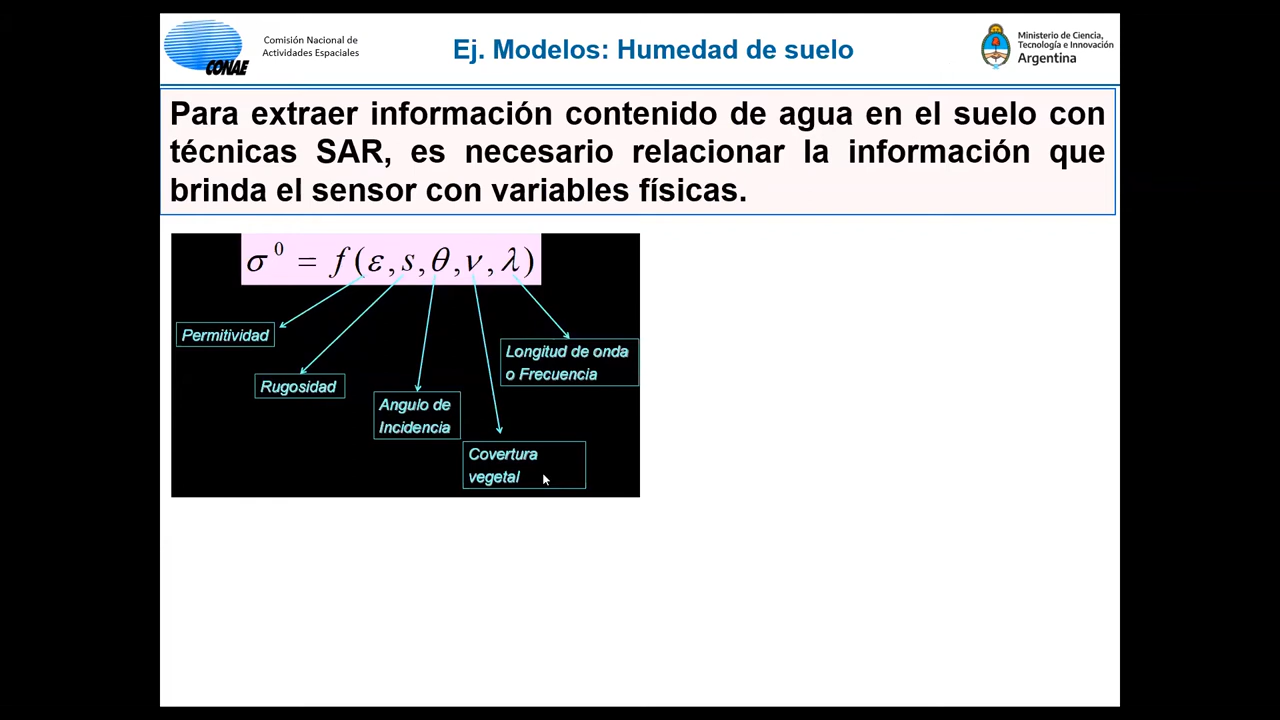 CONAE
Comisión Nacional de
Actividades Espaciales
Ej. Modelos: Humedad de suelo
Ministerio de Ciencia,
Tecnología e Innovación
Argentina
Para extraer información contenido de agua en el suelo con
técnicas SAR, es necesario relacionar la información que
brinda el sensor con variables físicas.
σ⁰ = f(ε, s, θ, ν, λ)
Permitividad
Longitud de onda
o Frecuencia
Rugosidad
Angulo de
Incidencia
Covertura
vegetal